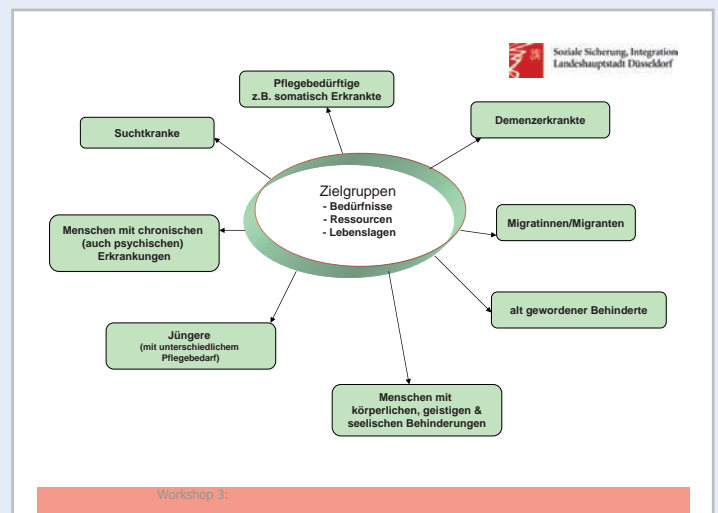 Soziale Sicherung, Integration
Landeshauptstadt Düsseldorf
Pflegebedürftige
z.B. somatisch Erkrankte
Demenzerkrankte
Suchtkranke
Zielgruppen
- Bedürfnisse
- Ressourcen
- Lebenslagen
Menschen mit chronischen
(auch psychischen)
Erkrankungen
Migratinnen/Migranten
alt gewordener Behinderte
Jüngere
(mit unterschiedlichem
Pflegebedarf)
Menschen mit
körperlichen, geistigen &
seelischen Behinderungen
Workshop 3: